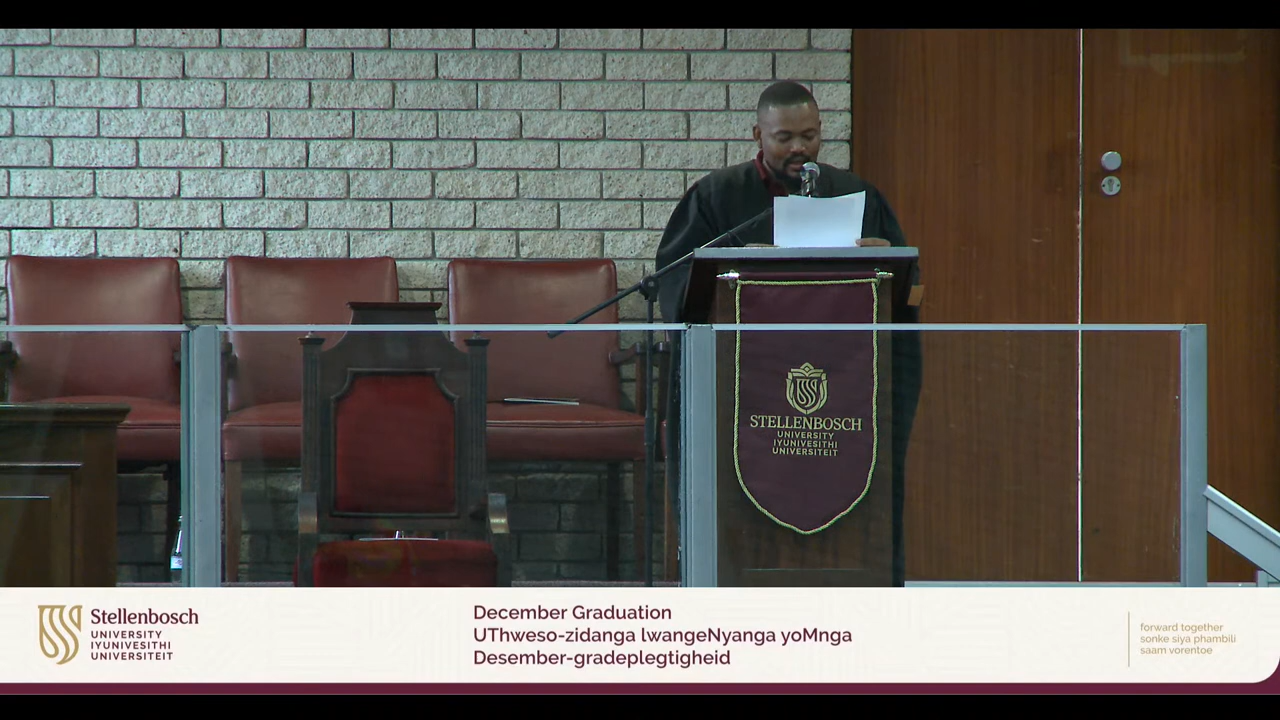 STELLENBOSCH
UNIVERSITY
IYUNIVESITHI
UNIVERSITEIT
Stellenbosch
UNIVERSITY
IYUNIVESITHI
UNIVERSITEIT
December Graduation
UThweso-zidanga lwangeNyanga yoMnga
Desember-gradeplegtigheid
forward together
sonke siya phambili
saam vorentoe